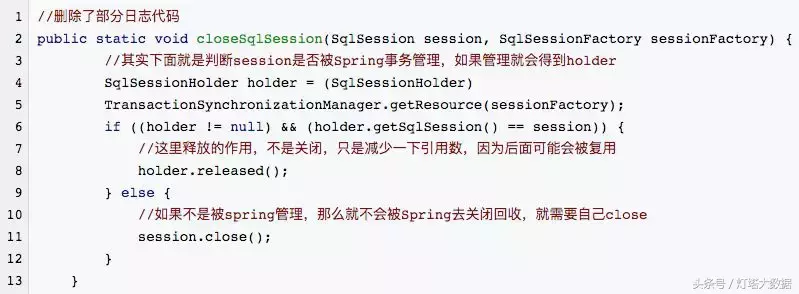 1 //删除了部分日志代码
2 public static void closeSqlSession(SqlSession session, SqlSessionFactory sessionFactory) {
3 //其实下面就是判断session是否被Spring事务管理，如果管理就会得到holder
4 SqlSessionHolder holder = (SqlSessionHolder)
5 TransactionSynchronizationManager.getResource(sessionFactory);
6 if ((holder != null) && (holder.getSqlSession() == session)) {
7 //这里释放的作用，不是关闭，只是减少一下引用数，因为后面可能会被复用
8 holder.released();
9 } else {
10 //如果不是被spring管理，那么就不会被Spring去关闭回收，就需要自己close
11 session.close();
12 }
13 }
头条号 / 灯塔大数据